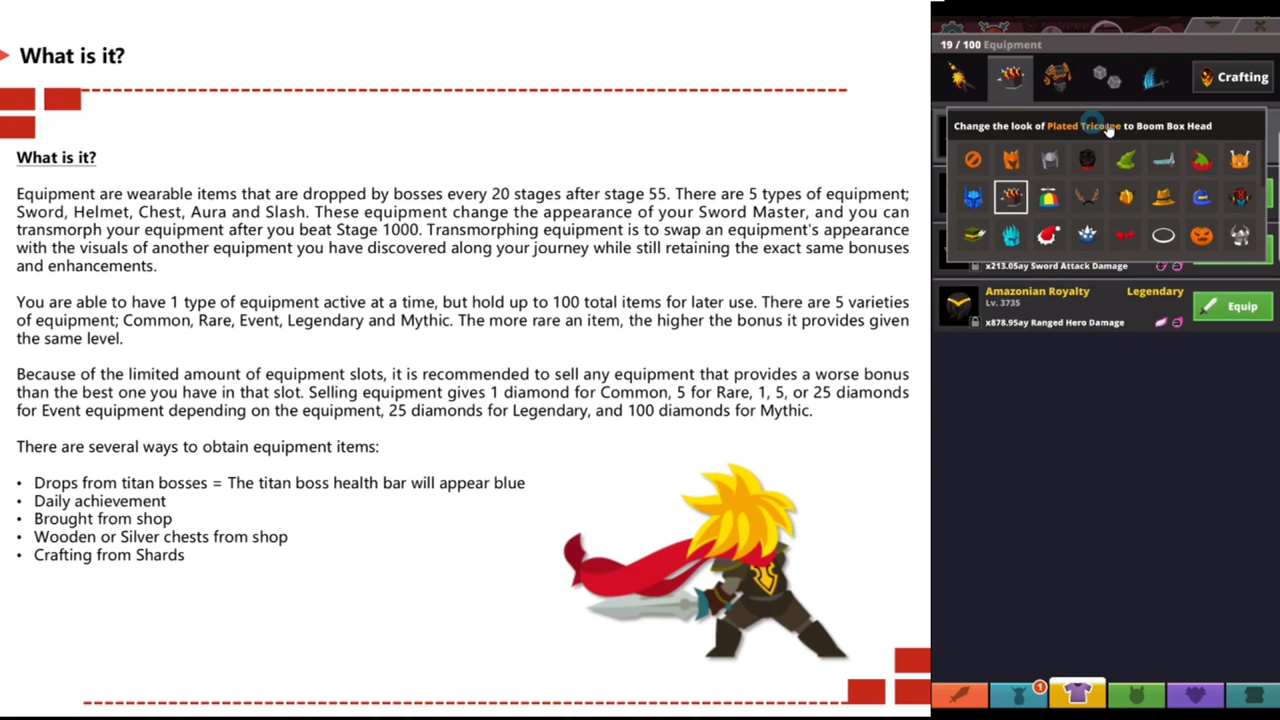 What is it?
What is it?
Equipment are wearable items that are dropped by bosses every 20 stages after stage 55. There are 5 types of equipment;
Sword, Helmet, Chest, Aura and Slash. These equipment change the appearance of your Sword Master, and you can
transmorph your equipment after you beat Stage 1000. Transmorphing equipment is to swap an equipment's appearance
with the visuals of another equipment you have discovered along your journey while still retaining the exact same bonuses
and enhancements.
You are able to have 1 type of equipment active at a time, but hold up to 100 total items for later use. There are 5 varieties
of equipment; Common, Rare, Event, Legendary and Mythic. The more rare an item, the higher the bonus it provides given
the same level.
Because of the limited amount of equipment slots, it is recommended to sell any equipment that provides a worse bonus
than the best one you have in that slot. Selling equipment gives 1 diamond for Common, 5 for Rare, 1, 5, or 25 diamonds
for Event equipment depending on the equipment, 25 diamonds for Legendary, and 100 diamonds for Mythic.
There are several ways to obtain equipment items:
• Drops from titan bosses = The titan boss health bar will appear blue
• Daily achievement
• Brought from shop
• Wooden or Silver chests from shop
• Crafting from Shards
19 / 100 Equipment
Crafting
Change the look of Plated Tricorne to Boom Box Head
x213.05ay Sword Attack Damage
Amazonian Royalty Legendary
Lv. 3735
Equip
x878.95ay Ranged Hero Damage
1